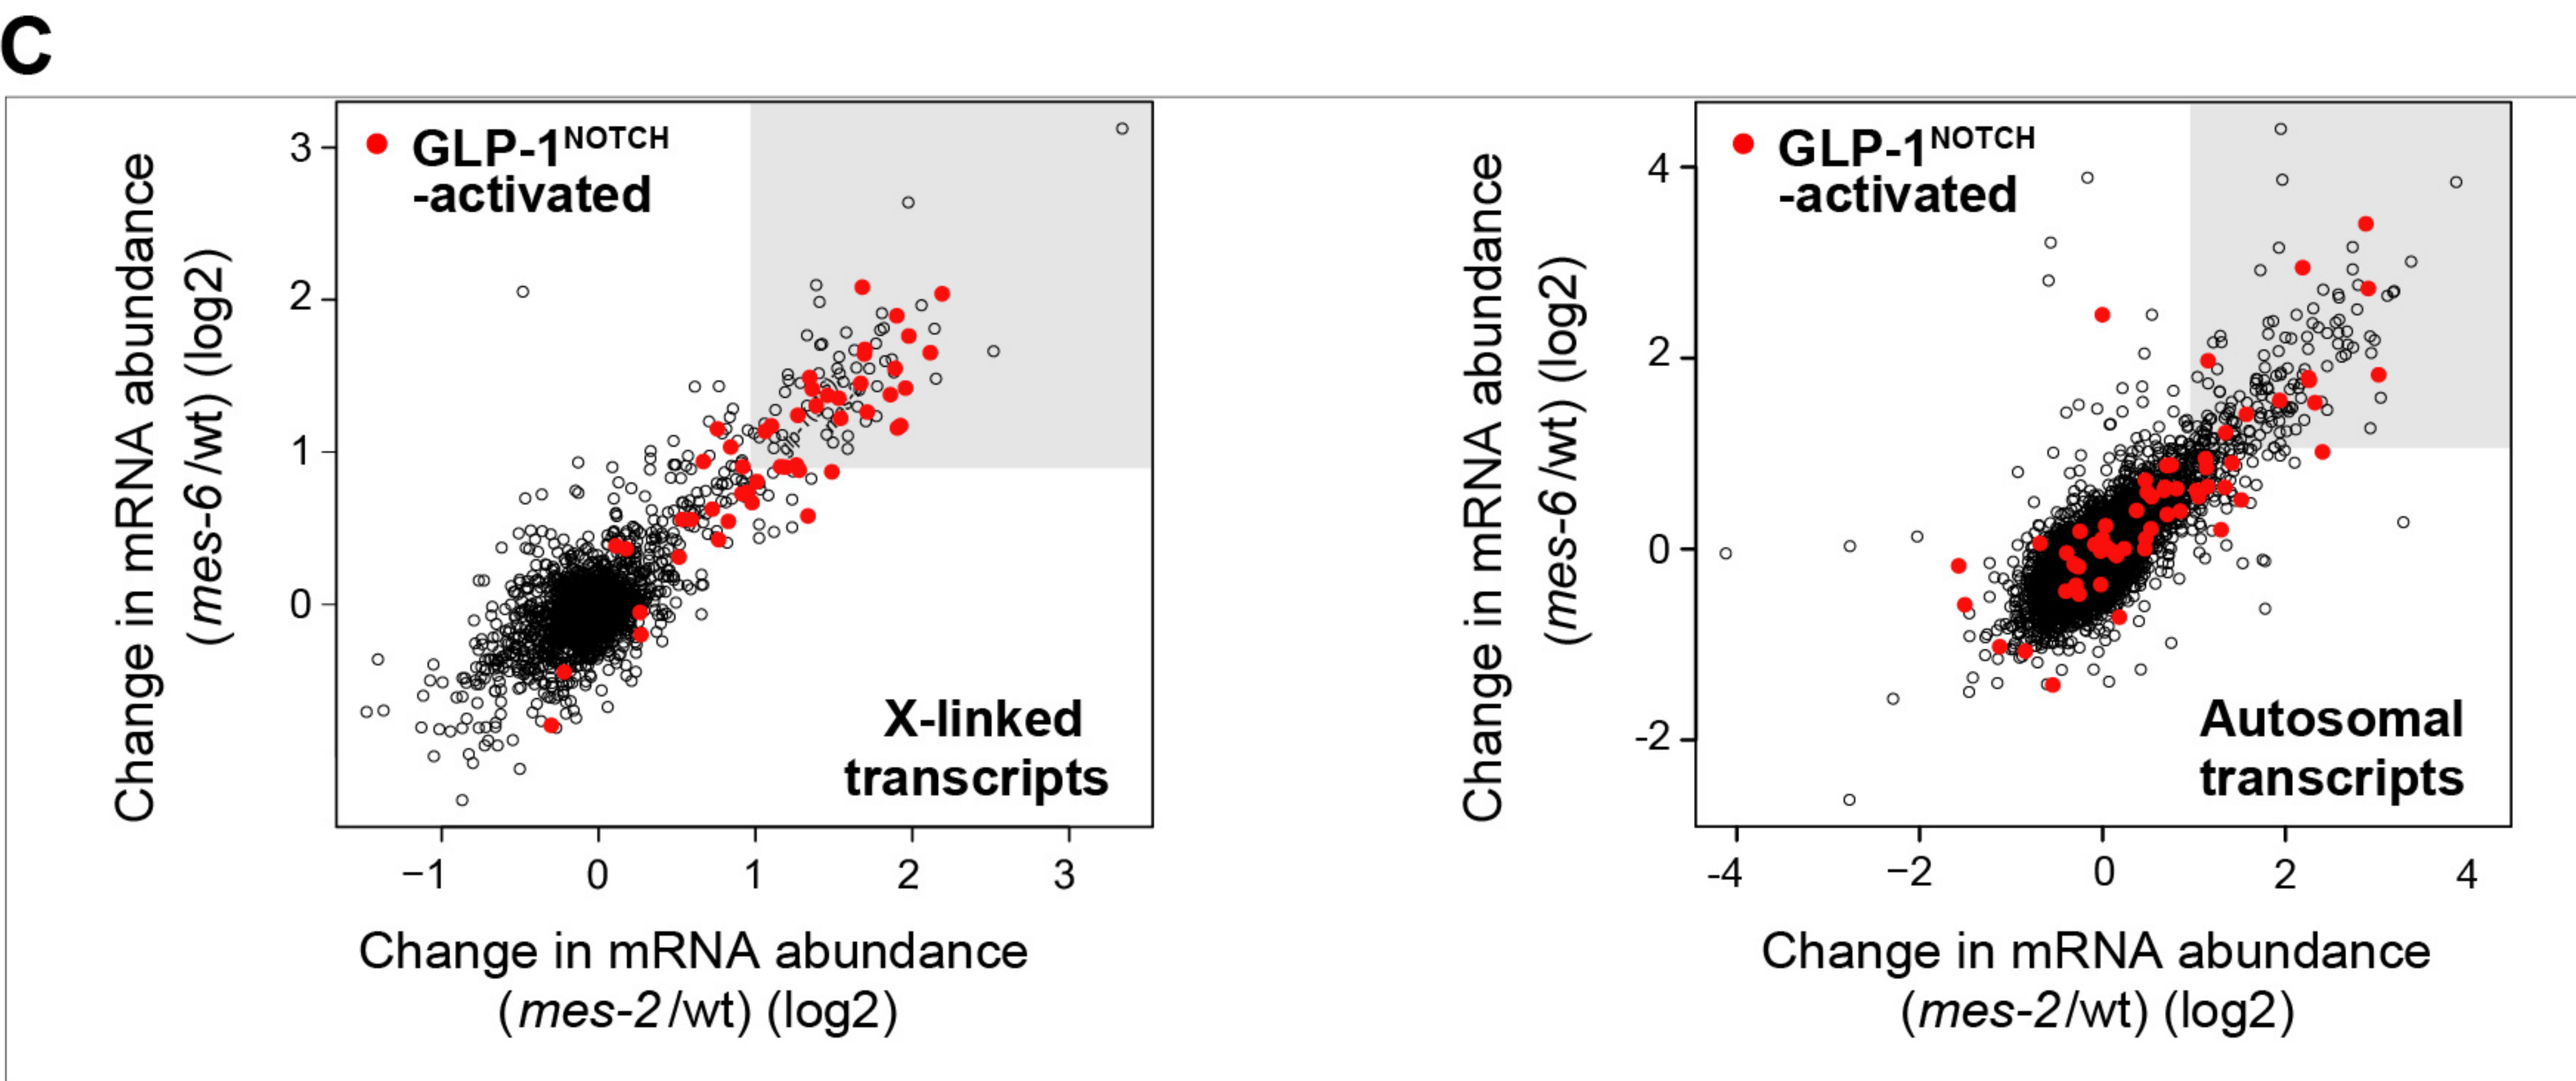 C
Change in mRNA abundance
(mes-6/wt) (log2)
3
2
1
0
GLP-1NOTCH
-activated
X-linked
transcripts
−1 0 1 2 3
Change in mRNA abundance
(mes-2/wt) (log2)
Change in mRNA abundance
(mes-6/wt) (log2)
4
2
0
-2
GLP-1NOTCH
-activated
Autosomal
transcripts
-4 −2 0 2 4
Change in mRNA abundance
(mes-2/wt) (log2)